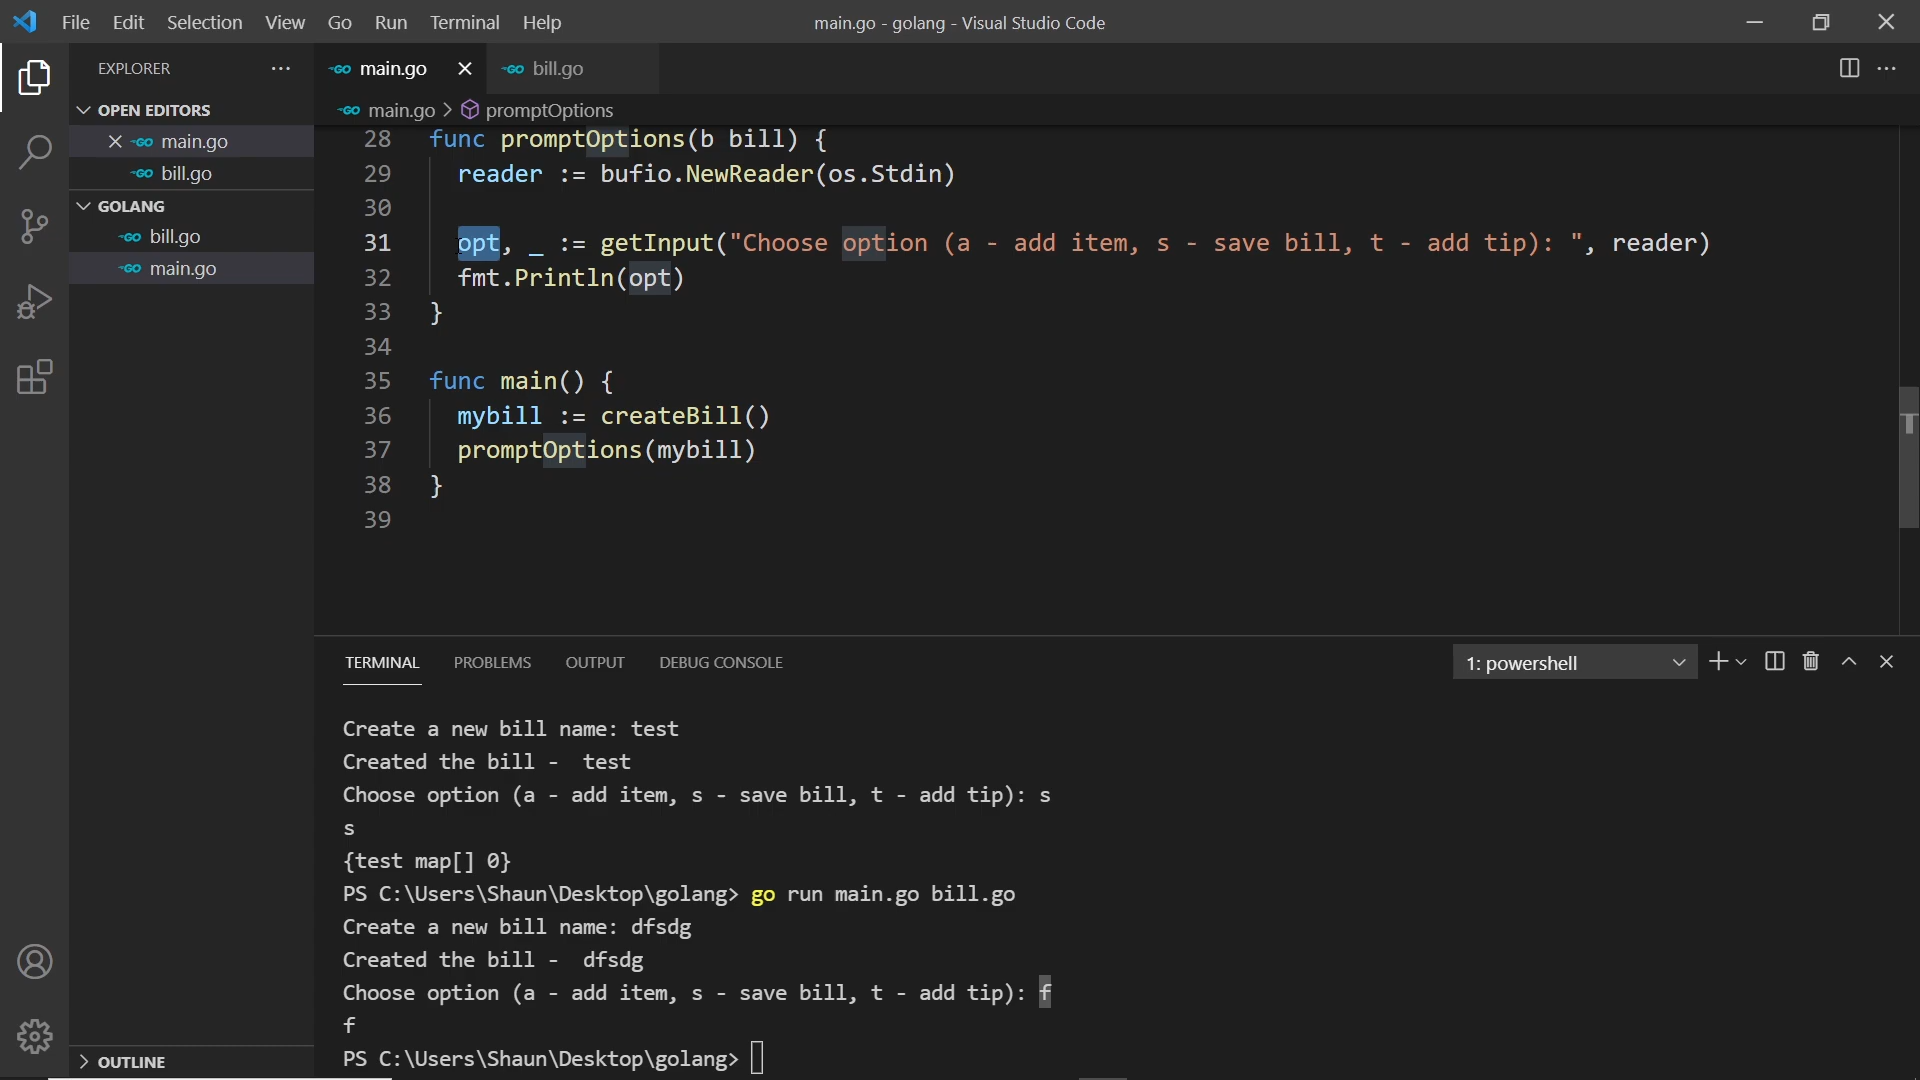 File Edit Selection View Go Run Terminal Help
main.go - golang - Visual Studio Code
EXPLORER
OPEN EDITORS
main.go
bill.go
GOLANG
bill.go
main.go
OUTLINE
main.go
bill.go
main.go > promptOptions
28 func promptOptions(b bill) {
29 reader := bufio.NewReader(os.Stdin)
30
31 opt, _ := getInput("Choose option (a - add item, s - save bill, t - add tip): ", reader)
32 fmt.Println(opt)
33 }
34
35 func main() {
36 mybill := createBill()
37 promptOptions(mybill)
38 }
39
TERMINAL PROBLEMS OUTPUT DEBUG CONSOLE
1: powershell
Create a new bill name: test
Created the bill -  test
Choose option (a - add item, s - save bill, t - add tip): s
s
{test map[] 0}
PS C:\Users\Shaun\Desktop\golang> go run main.go bill.go
Create a new bill name: dfsdg
Created the bill -  dfsdg
Choose option (a - add item, s - save bill, t - add tip): f
f
PS C:\Users\Shaun\Desktop\golang>